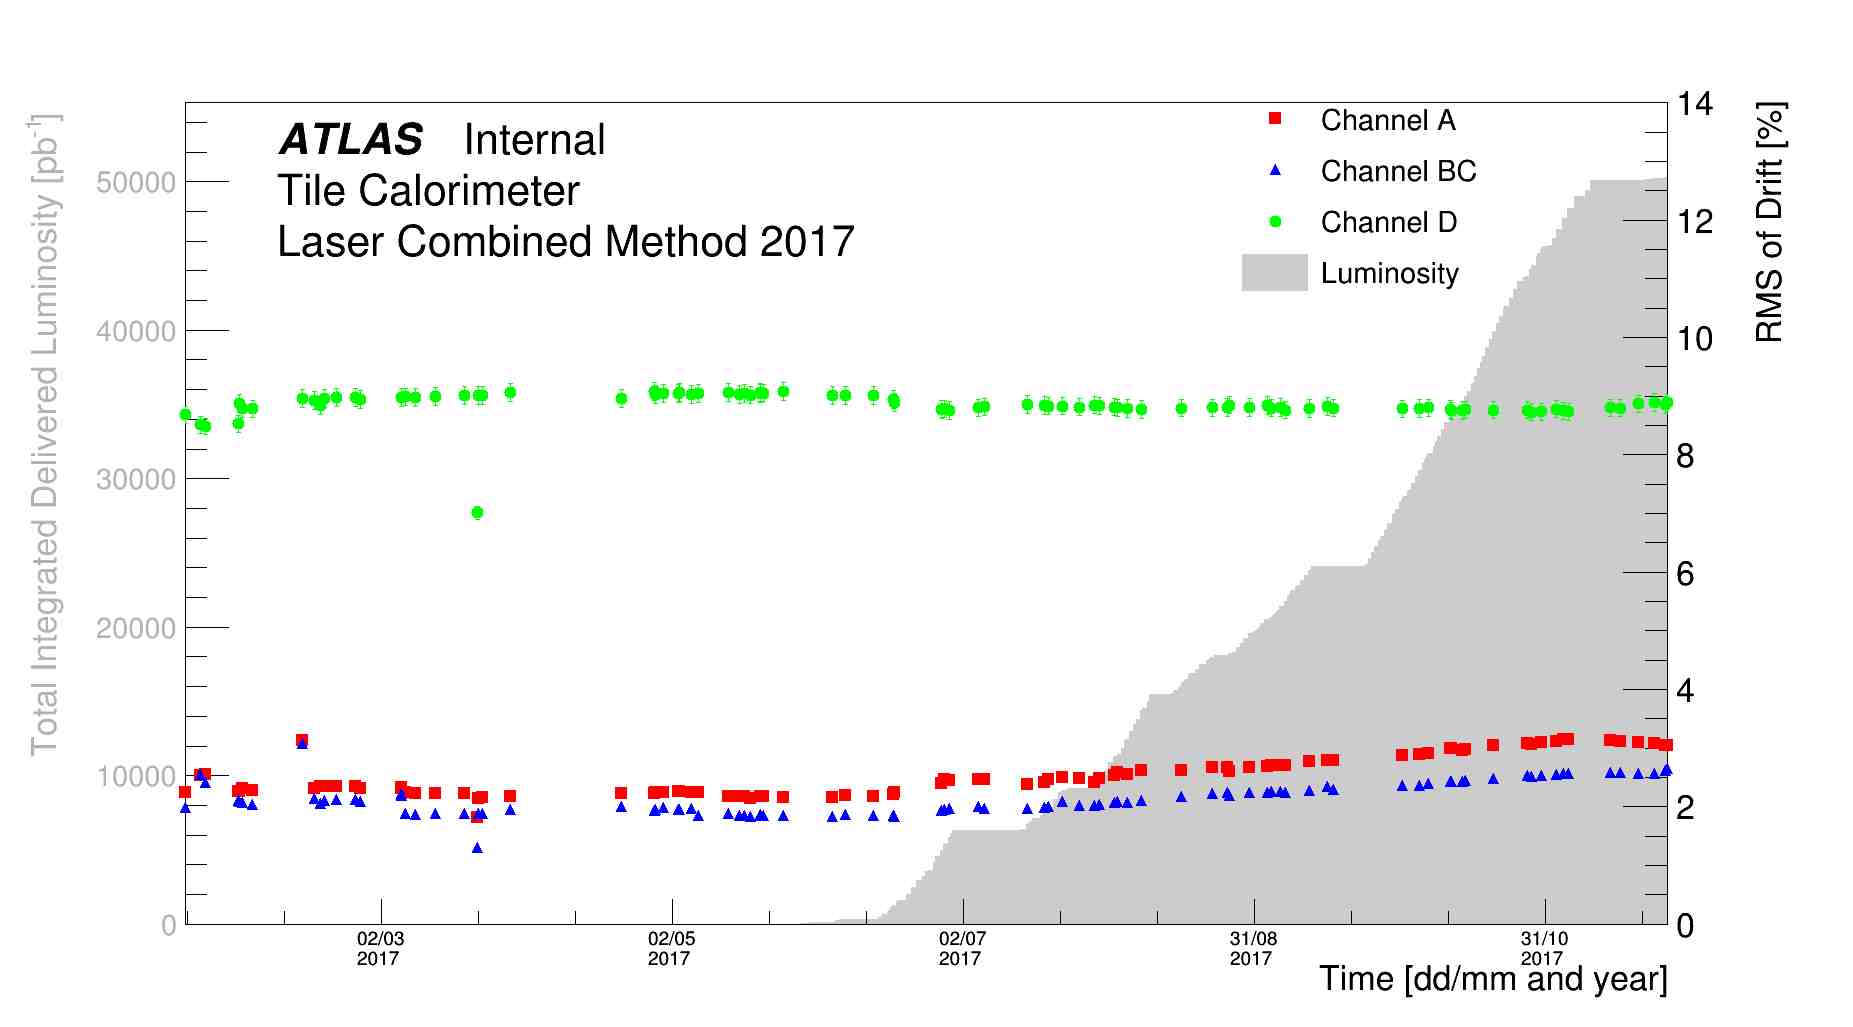 ATLAS Internal
Tile Calorimeter
Laser Combined Method 2017
Channel A
Channel BC
Channel D
Luminosity
Total Integrated Delivered Luminosity [pb⁻¹]
50000
40000
30000
20000
10000
0
RMS of Drift [%]
14
12
10
8
6
4
2
0
02/03
2017
02/05
2017
02/07
2017
31/08
2017
31/10
2017
Time [dd/mm and year]